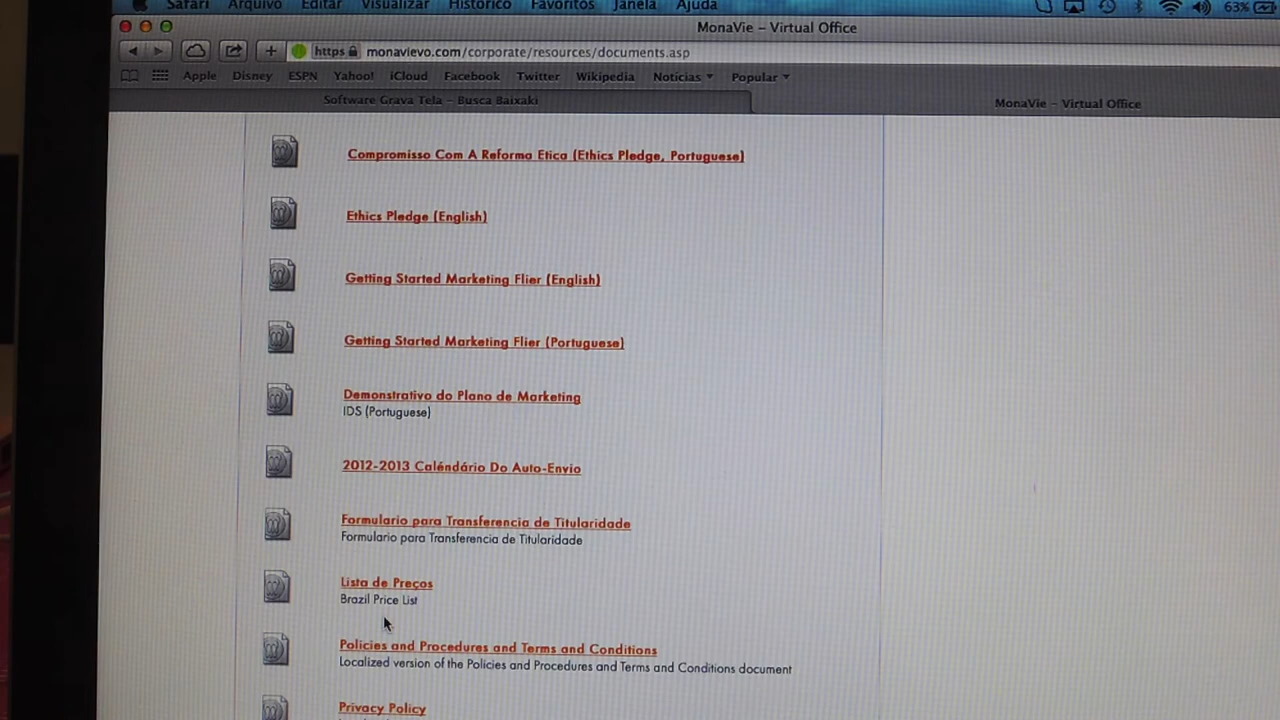 Safari Arquivo Editar Visualizar Histórico Favoritos Janela Ajuda 63%
MonaVie – Virtual Office
https monavievo.com/corporate/resources/documents.asp
Apple Disney ESPN Yahoo! iCloud Facebook Twitter Wikipedia Notícias Popular
Software Grava Tela – Busca Baixaki MonaVie – Virtual Office
Compromisso Com A Reforma Etica (Ethics Pledge, Portuguese)
Ethics Pledge (English)
Getting Started Marketing Flier (English)
Getting Started Marketing Flier (Portuguese)
Demonstrativo do Plano de Marketing
IDS (Portuguese)
2012-2013 Caléndário Do Auto-Envio
Formulario para Transferencia de Titularidade
Formulario para Transferencia de Titularidade
Lista de Preços
Brazil Price List
Policies and Procedures and Terms and Conditions
Localized version of the Policies and Procedures and Terms and Conditions document
Privacy Policy